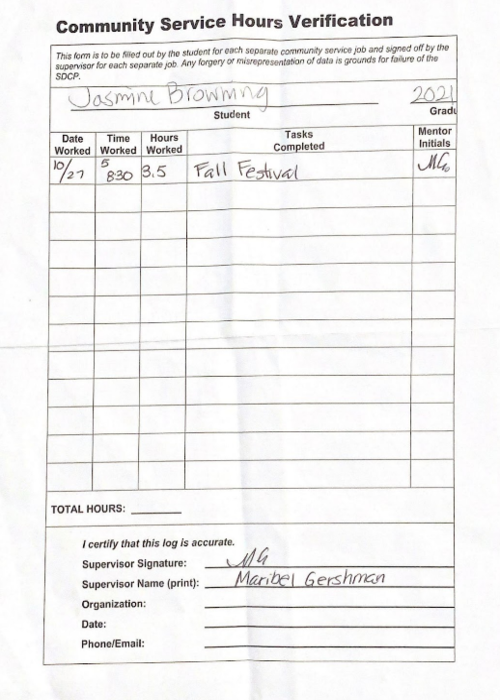 Community Service Hours Verification
This form is to be filled out by the student for each separate community service job and signed off by the
supervisor for each separate job. Any forgery or misrepresentation of data is grounds for failure of the
SDCP.
Jasmine Browning 2021
Student Gradu
Date Worked Time Worked Hours Worked Tasks Completed Mentor Initials
10/27 5 8:30 3.5 Fall Festival MG
TOTAL HOURS:
I certify that this log is accurate.
Supervisor Signature: MG
Supervisor Name (print): Maribel Gershman
Organization:
Date:
Phone/Email: